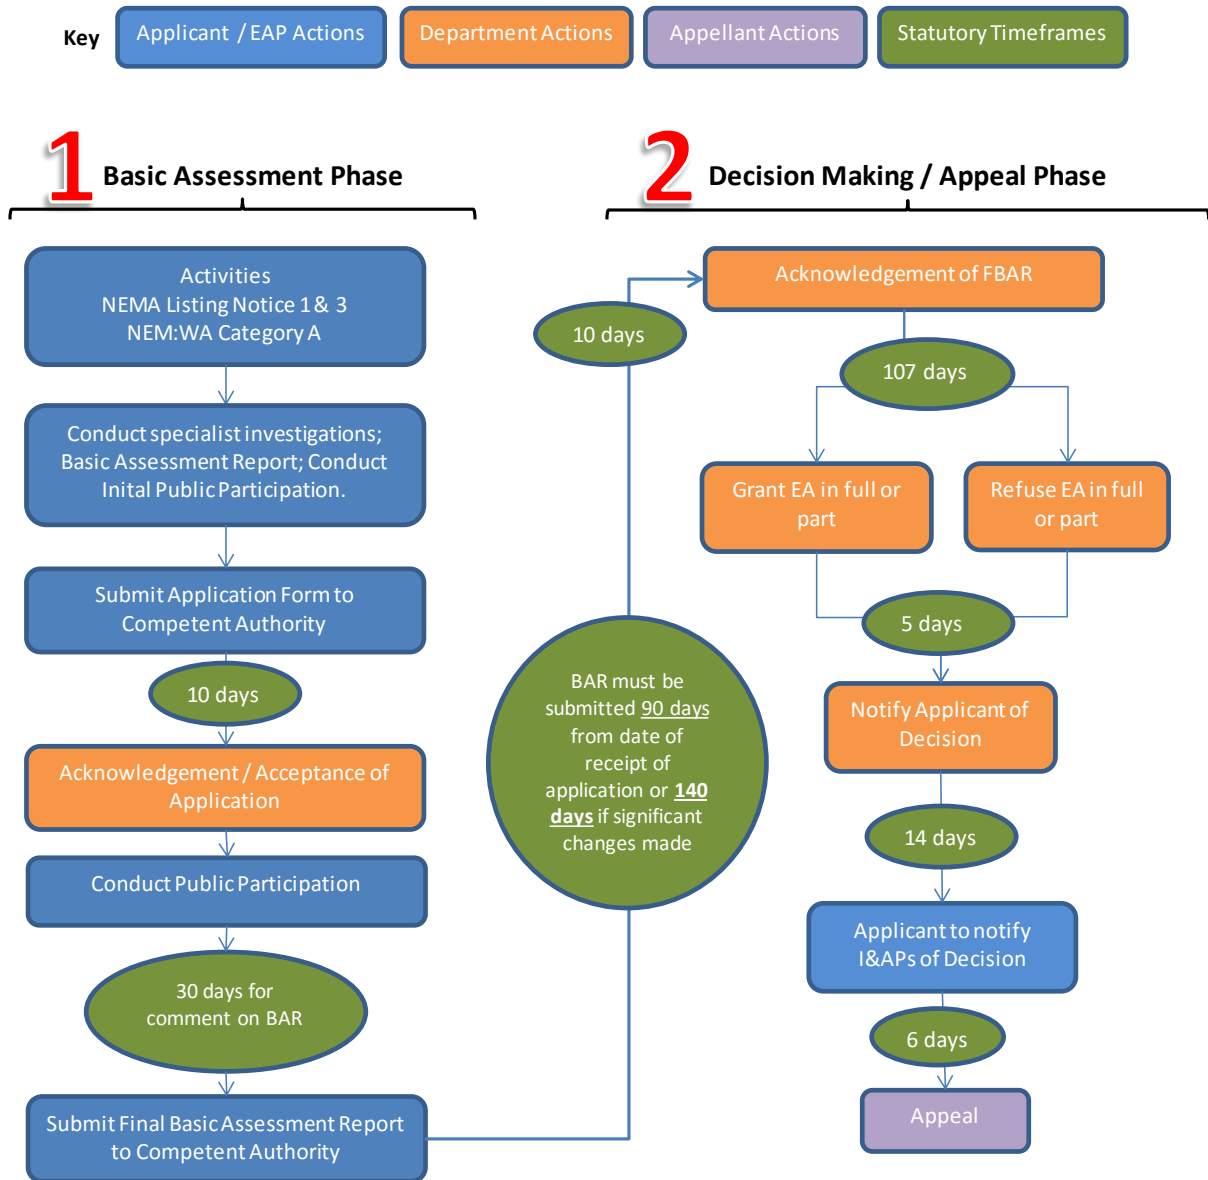 Key
Applicant / EAP Actions
Department Actions
Appellant Actions
Statutory Timeframes
1 Basic Assessment Phase
Activities
NEMA Listing Notice 1 & 3
NEM:WA Category A
Conduct specialist investigations;
Basic Assessment Report; Conduct
Inital Public Participation.
Submit Application Form to
Competent Authority
10 days
Acknowledgement / Acceptance of
Application
Conduct Public Participation
30 days for
comment on BAR
Submit Final Basic Assessment Report
to Competent Authority
BAR must be
submitted 90 days
from date of
receipt of
application or 140
days if significant
changes made
10 days
2 Decision Making / Appeal Phase
Acknowledgement of FBAR
107 days
Grant EA in full or
part
Refuse EA in full
or part
5 days
Notify Applicant of
Decision
14 days
Applicant to notify
I&APs of Decision
6 days
Appeal